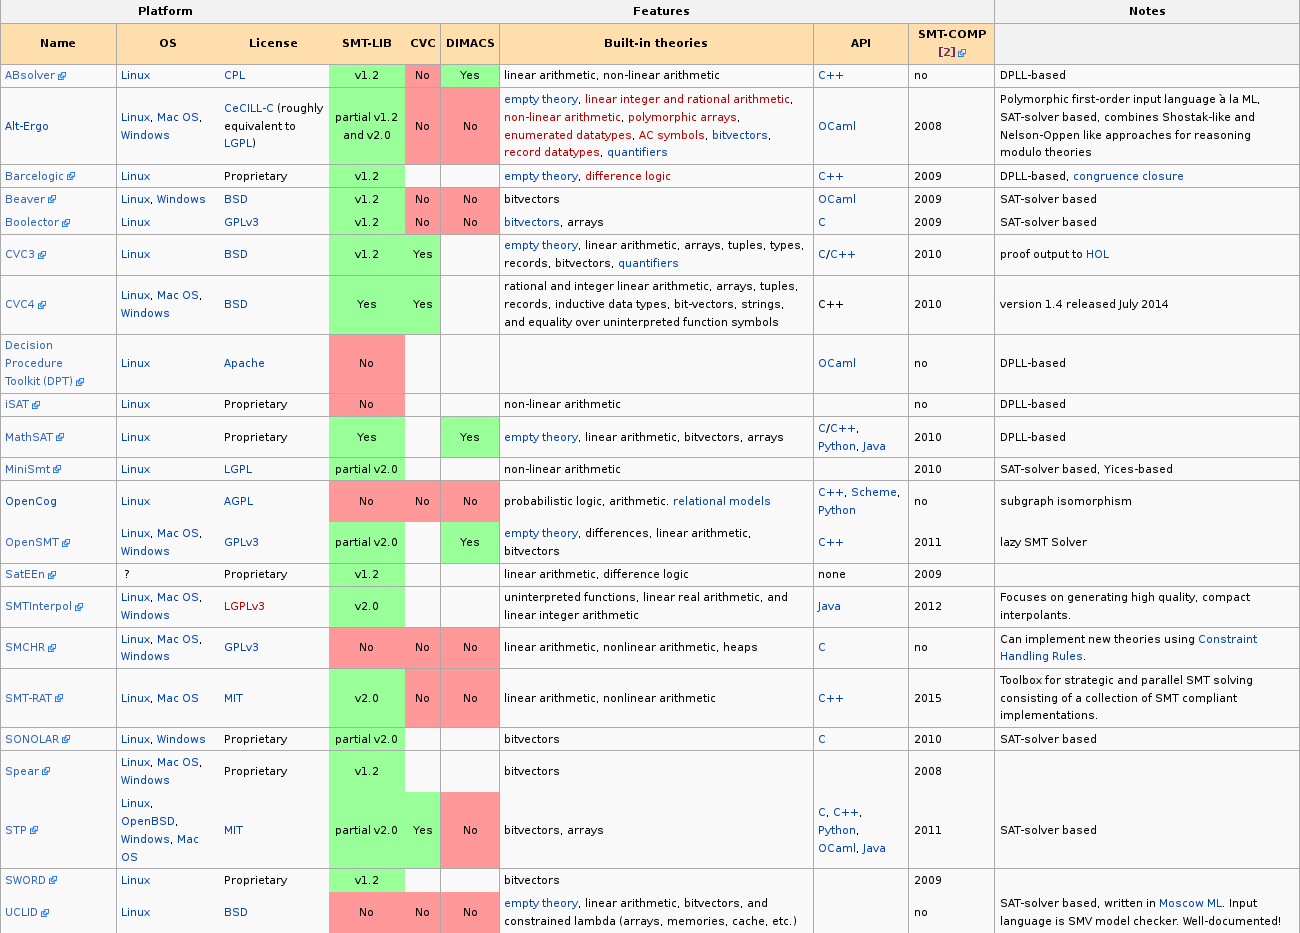 Platform Features Notes
Name OS License SMT-LIB CVC DIMACS Built-in theories API SMT-COMP [2]
ABsolver Linux CPL v1.2 No Yes linear arithmetic, non-linear arithmetic C++ no DPLL-based
Alt-Ergo Linux, Mac OS, Windows CeCILL-C (roughly equivalent to LGPL) partial v1.2 and v2.0 No No empty theory, linear integer and rational arithmetic, non-linear arithmetic, polymorphic arrays, enumerated datatypes, AC symbols, bitvectors, record datatypes, quantifiers OCaml 2008 Polymorphic first-order input language à la ML, SAT-solver based, combines Shostak-like and Nelson-Oppen like approaches for reasoning modulo theories
Barcelogic Linux Proprietary v1.2 empty theory, difference logic C++ 2009 DPLL-based, congruence closure
Beaver Linux, Windows BSD v1.2 No No bitvectors OCaml 2009 SAT-solver based
Boolector Linux GPLv3 v1.2 No No bitvectors, arrays C 2009 SAT-solver based
CVC3 Linux BSD v1.2 Yes empty theory, linear arithmetic, arrays, tuples, types, records, bitvectors, quantifiers C/C++ 2010 proof output to HOL
CVC4 Linux, Mac OS, Windows BSD Yes Yes rational and integer linear arithmetic, arrays, tuples, records, inductive data types, bit-vectors, strings, and equality over uninterpreted function symbols C++ 2010 version 1.4 released July 2014
Decision Procedure Toolkit (DPT) Linux Apache No OCaml no DPLL-based
iSAT Linux Proprietary No non-linear arithmetic no DPLL-based
MathSAT Linux Proprietary Yes Yes empty theory, linear arithmetic, bitvectors, arrays C/C++, Python, Java 2010 DPLL-based
MiniSmt Linux LGPL partial v2.0 non-linear arithmetic 2010 SAT-solver based, Yices-based
OpenCog Linux AGPL No No No probabilistic logic, arithmetic. relational models C++, Scheme, Python no subgraph isomorphism
OpenSMT Linux, Mac OS, Windows GPLv3 partial v2.0 Yes empty theory, differences, linear arithmetic, bitvectors C++ 2011 lazy SMT Solver
SatEEn ? Proprietary v1.2 linear arithmetic, difference logic none 2009
SMTInterpol Linux, Mac OS, Windows LGPLv3 v2.0 uninterpreted functions, linear real arithmetic, and linear integer arithmetic Java 2012 Focuses on generating high quality, compact interpolants.
SMCHR Linux, Mac OS, Windows GPLv3 No No No linear arithmetic, nonlinear arithmetic, heaps C no Can implement new theories using Constraint Handling Rules.
SMT-RAT Linux, Mac OS MIT v2.0 No No linear arithmetic, nonlinear arithmetic C++ 2015 Toolbox for strategic and parallel SMT solving consisting of a collection of SMT compliant implementations.
SONOLAR Linux, Windows Proprietary partial v2.0 bitvectors C 2010 SAT-solver based
Spear Linux, Mac OS, Windows Proprietary v1.2 bitvectors 2008
STP Linux, OpenBSD, Windows, Mac OS MIT partial v2.0 Yes No bitvectors, arrays C, C++, Python, OCaml, Java 2011 SAT-solver based
SWORD Linux Proprietary v1.2 bitvectors 2009
UCLID Linux BSD No No No empty theory, linear arithmetic, bitvectors, and constrained lambda (arrays, memories, cache, etc.) no SAT-solver based, written in Moscow ML. Input language is SMV model checker. Well-documented!